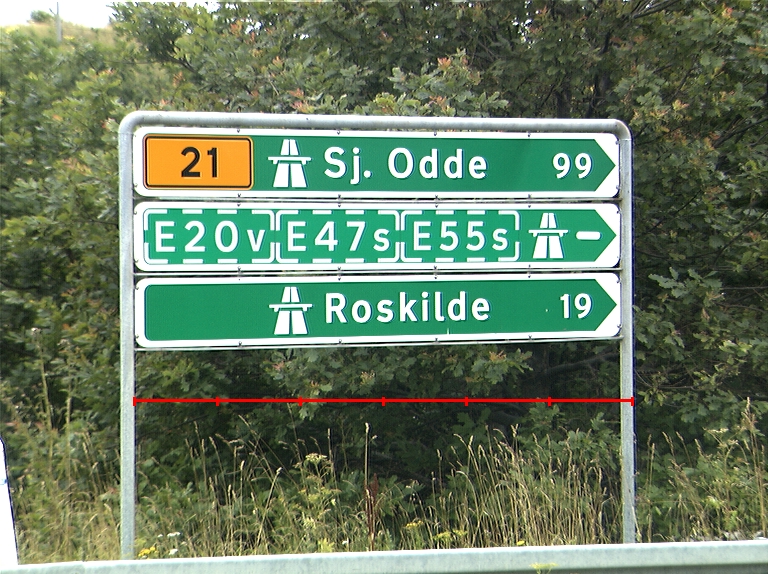 21 Sj. Odde 99
E20v E47s E55s
Roskilde 19